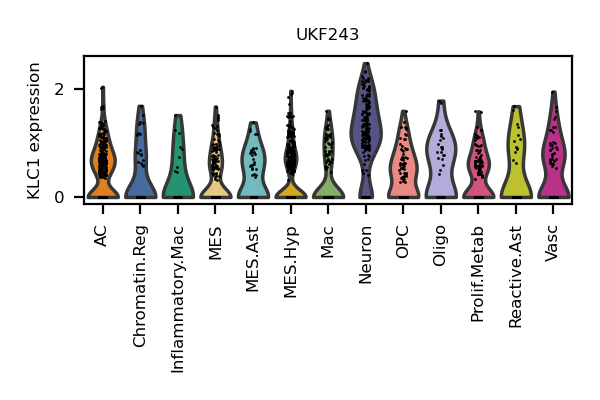 UKF243
KLC1 expression
2
0
AC
Chromatin.Reg
Inflammatory.Mac
MES
MES.Ast
MES.Hyp
Mac
Neuron
OPC
Oligo
Prolif.Metab
Reactive.Ast
Vasc